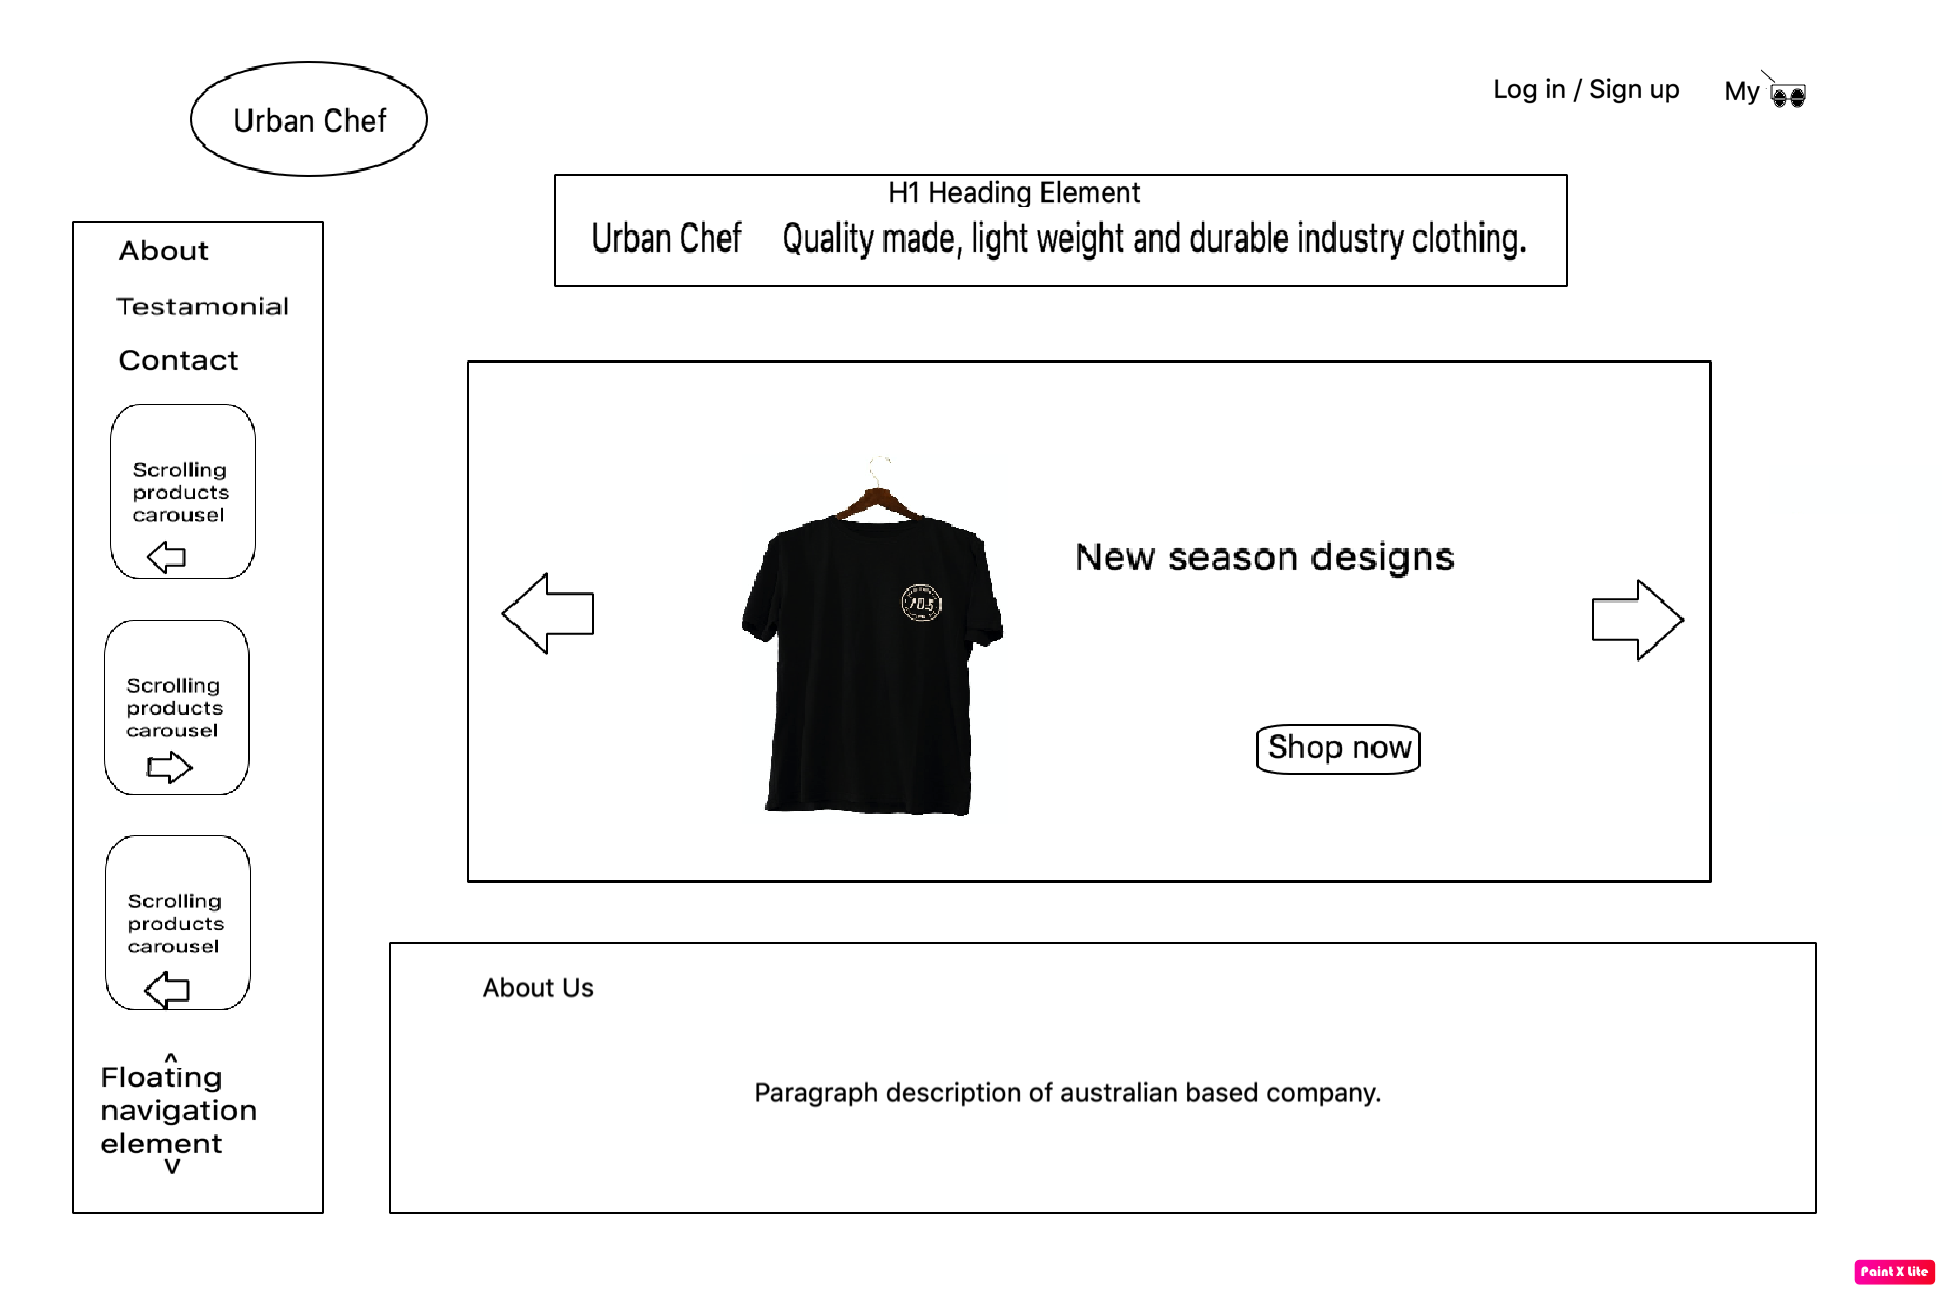 Urban Chef
Log in / Sign up
My
H1 Heading Element
Urban Chef Quality made, light weight and durable industry clothing.
About
Testamonial
Contact
Scrolling
products
carousel
Scrolling
products
carousel
Scrolling
products
carousel
^
Floating
navigation
element
v
New season designs
Shop now
About Us
Paragraph description of australian based company.
Paint X Lite